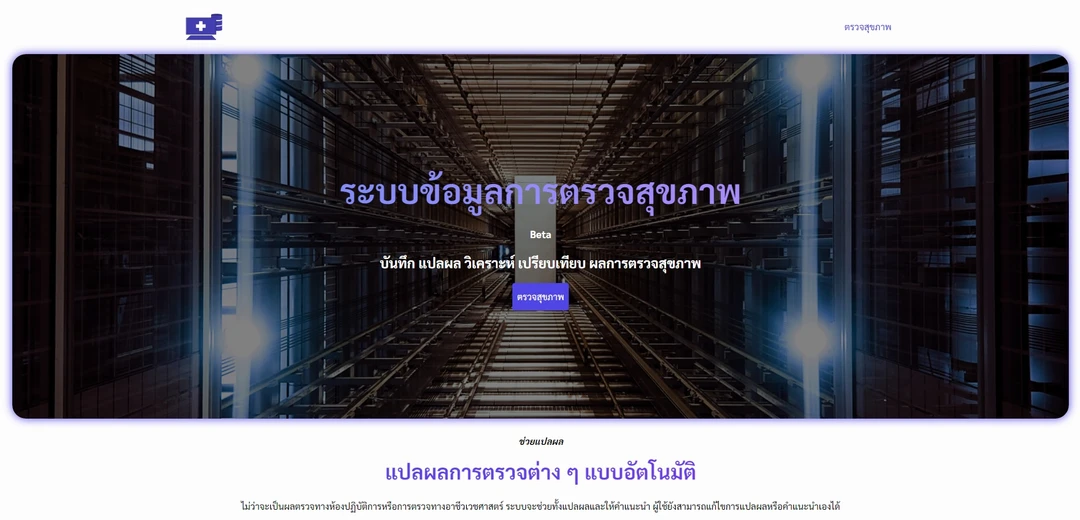 ตรวจสุขภาพ
ระบบข้อมูลการตรวจสุขภาพ
Beta
บันทึก แปลผล วิเคราะห์ เปรียบเทียบ ผลการตรวจสุขภาพ
ตรวจสุขภาพ
ช่วยแปลผล
แปลผลการตรวจต่าง ๆ แบบอัตโนมัติ
ไม่ว่าจะเป็นผลตรวจทางห้องปฏิบัติการหรือการตรวจทางอาชีวเวชศาสตร์ ระบบจะช่วยทั้งแปลผลและให้คำแนะนำ ผู้ใช้ยังสามารถแก้ไขการแปลผลหรือคำแนะนำเองได้